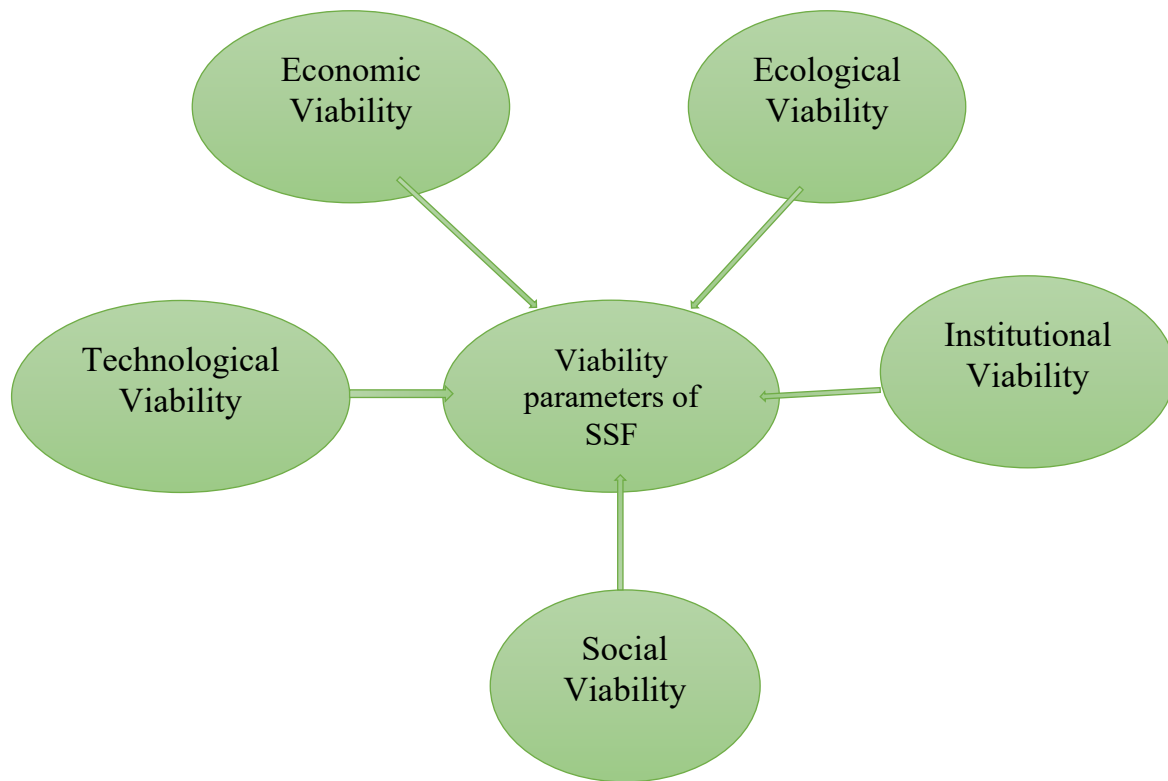 Economic
Viability
Ecological
Viability
Technological
Viability
Viability
parameters of
SSF
Institutional
Viability
Social
Viability